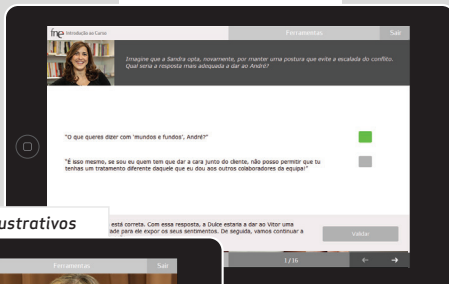 fne Introdução ao Curso
Ferramentas
Sair
Imagine que a Sandra opta, novamente, por manter uma postura que evite a escalada do conflito.
Qual seria a resposta mais adequada a dar ao André?
"O que queres dizer com 'mundos e fundos', André?"
"É isso mesmo, se sou eu quem tem que dar a cara junto do cliente, não posso permitir que tu
tenhas um tratamento diferente daquele que eu dou aos outros colaboradores da equipa!"
está correta. Com essa resposta, a Dulce estaria a dar ao Vitor uma
ade para ele expor os seus sentimentos. De seguida, vamos continuar a
Validar
ustrativos
1/16
Ferramentas
Sair